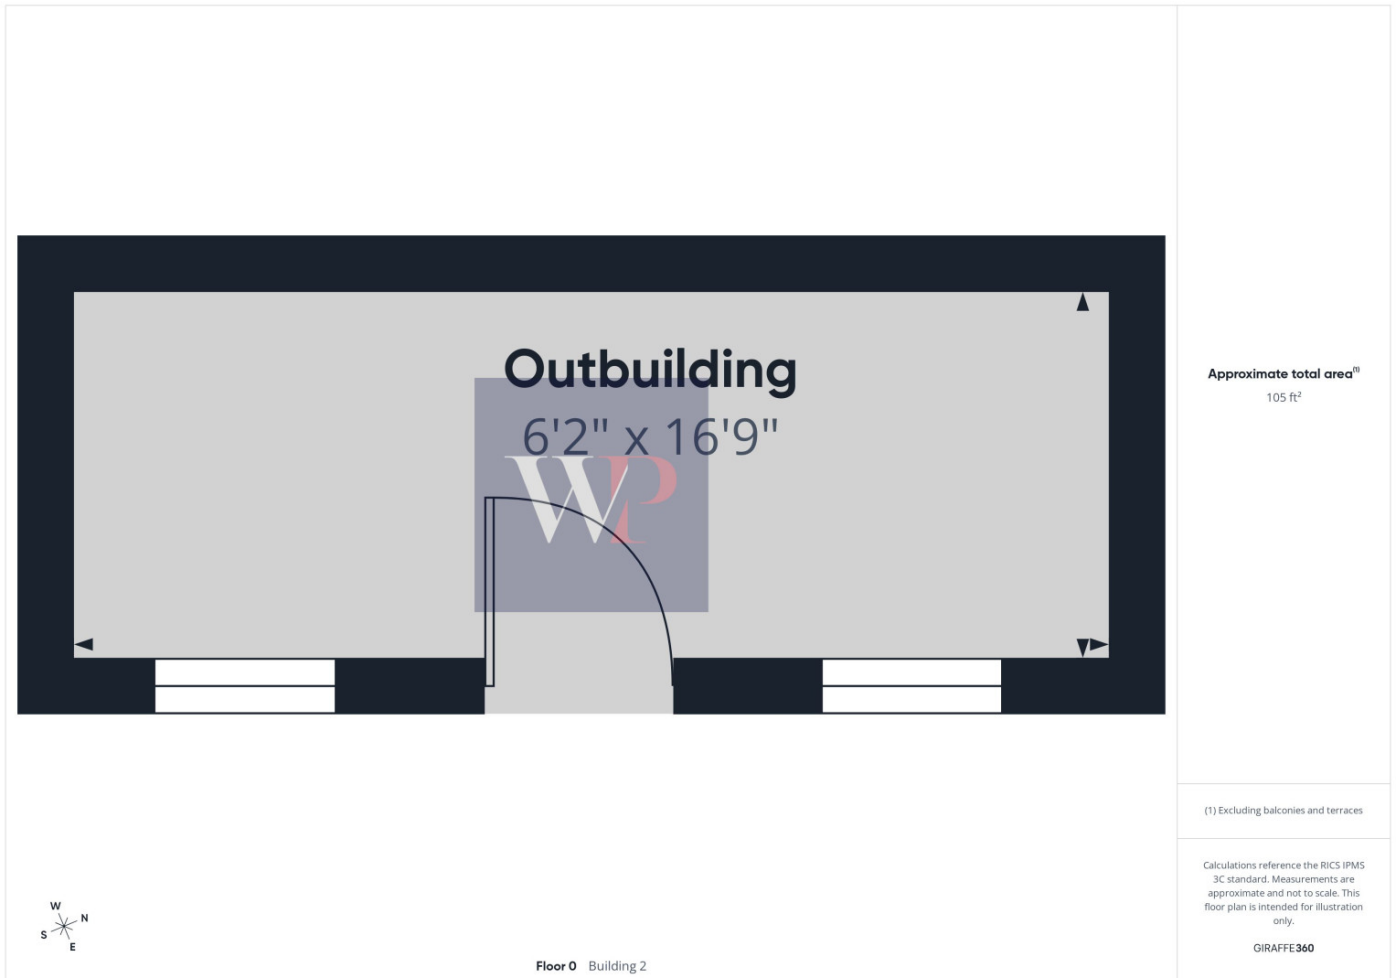 Outbuilding
6'2" x 16'9"
WP
Approximate total area(1)
105 ft²
(1) Excluding balconies and terraces
Calculations reference the RICS IPMS
3C standard. Measurements are
approximate and not to scale. This
floor plan is intended for illustration
only.
GIRAFFE360
W
N
S
E
Floor 0 Building 2